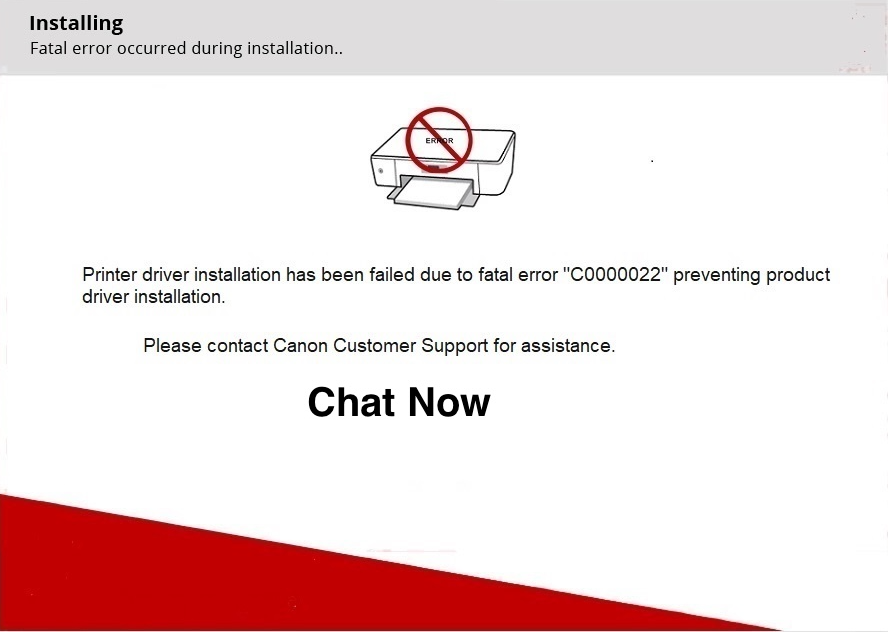 Installing
Fatal error occurred during installation..
ERROR
Printer driver installation has been failed due to fatal error "C0000022" preventing product
driver installation.
Please contact Canon Customer Support for assistance.
Chat Now